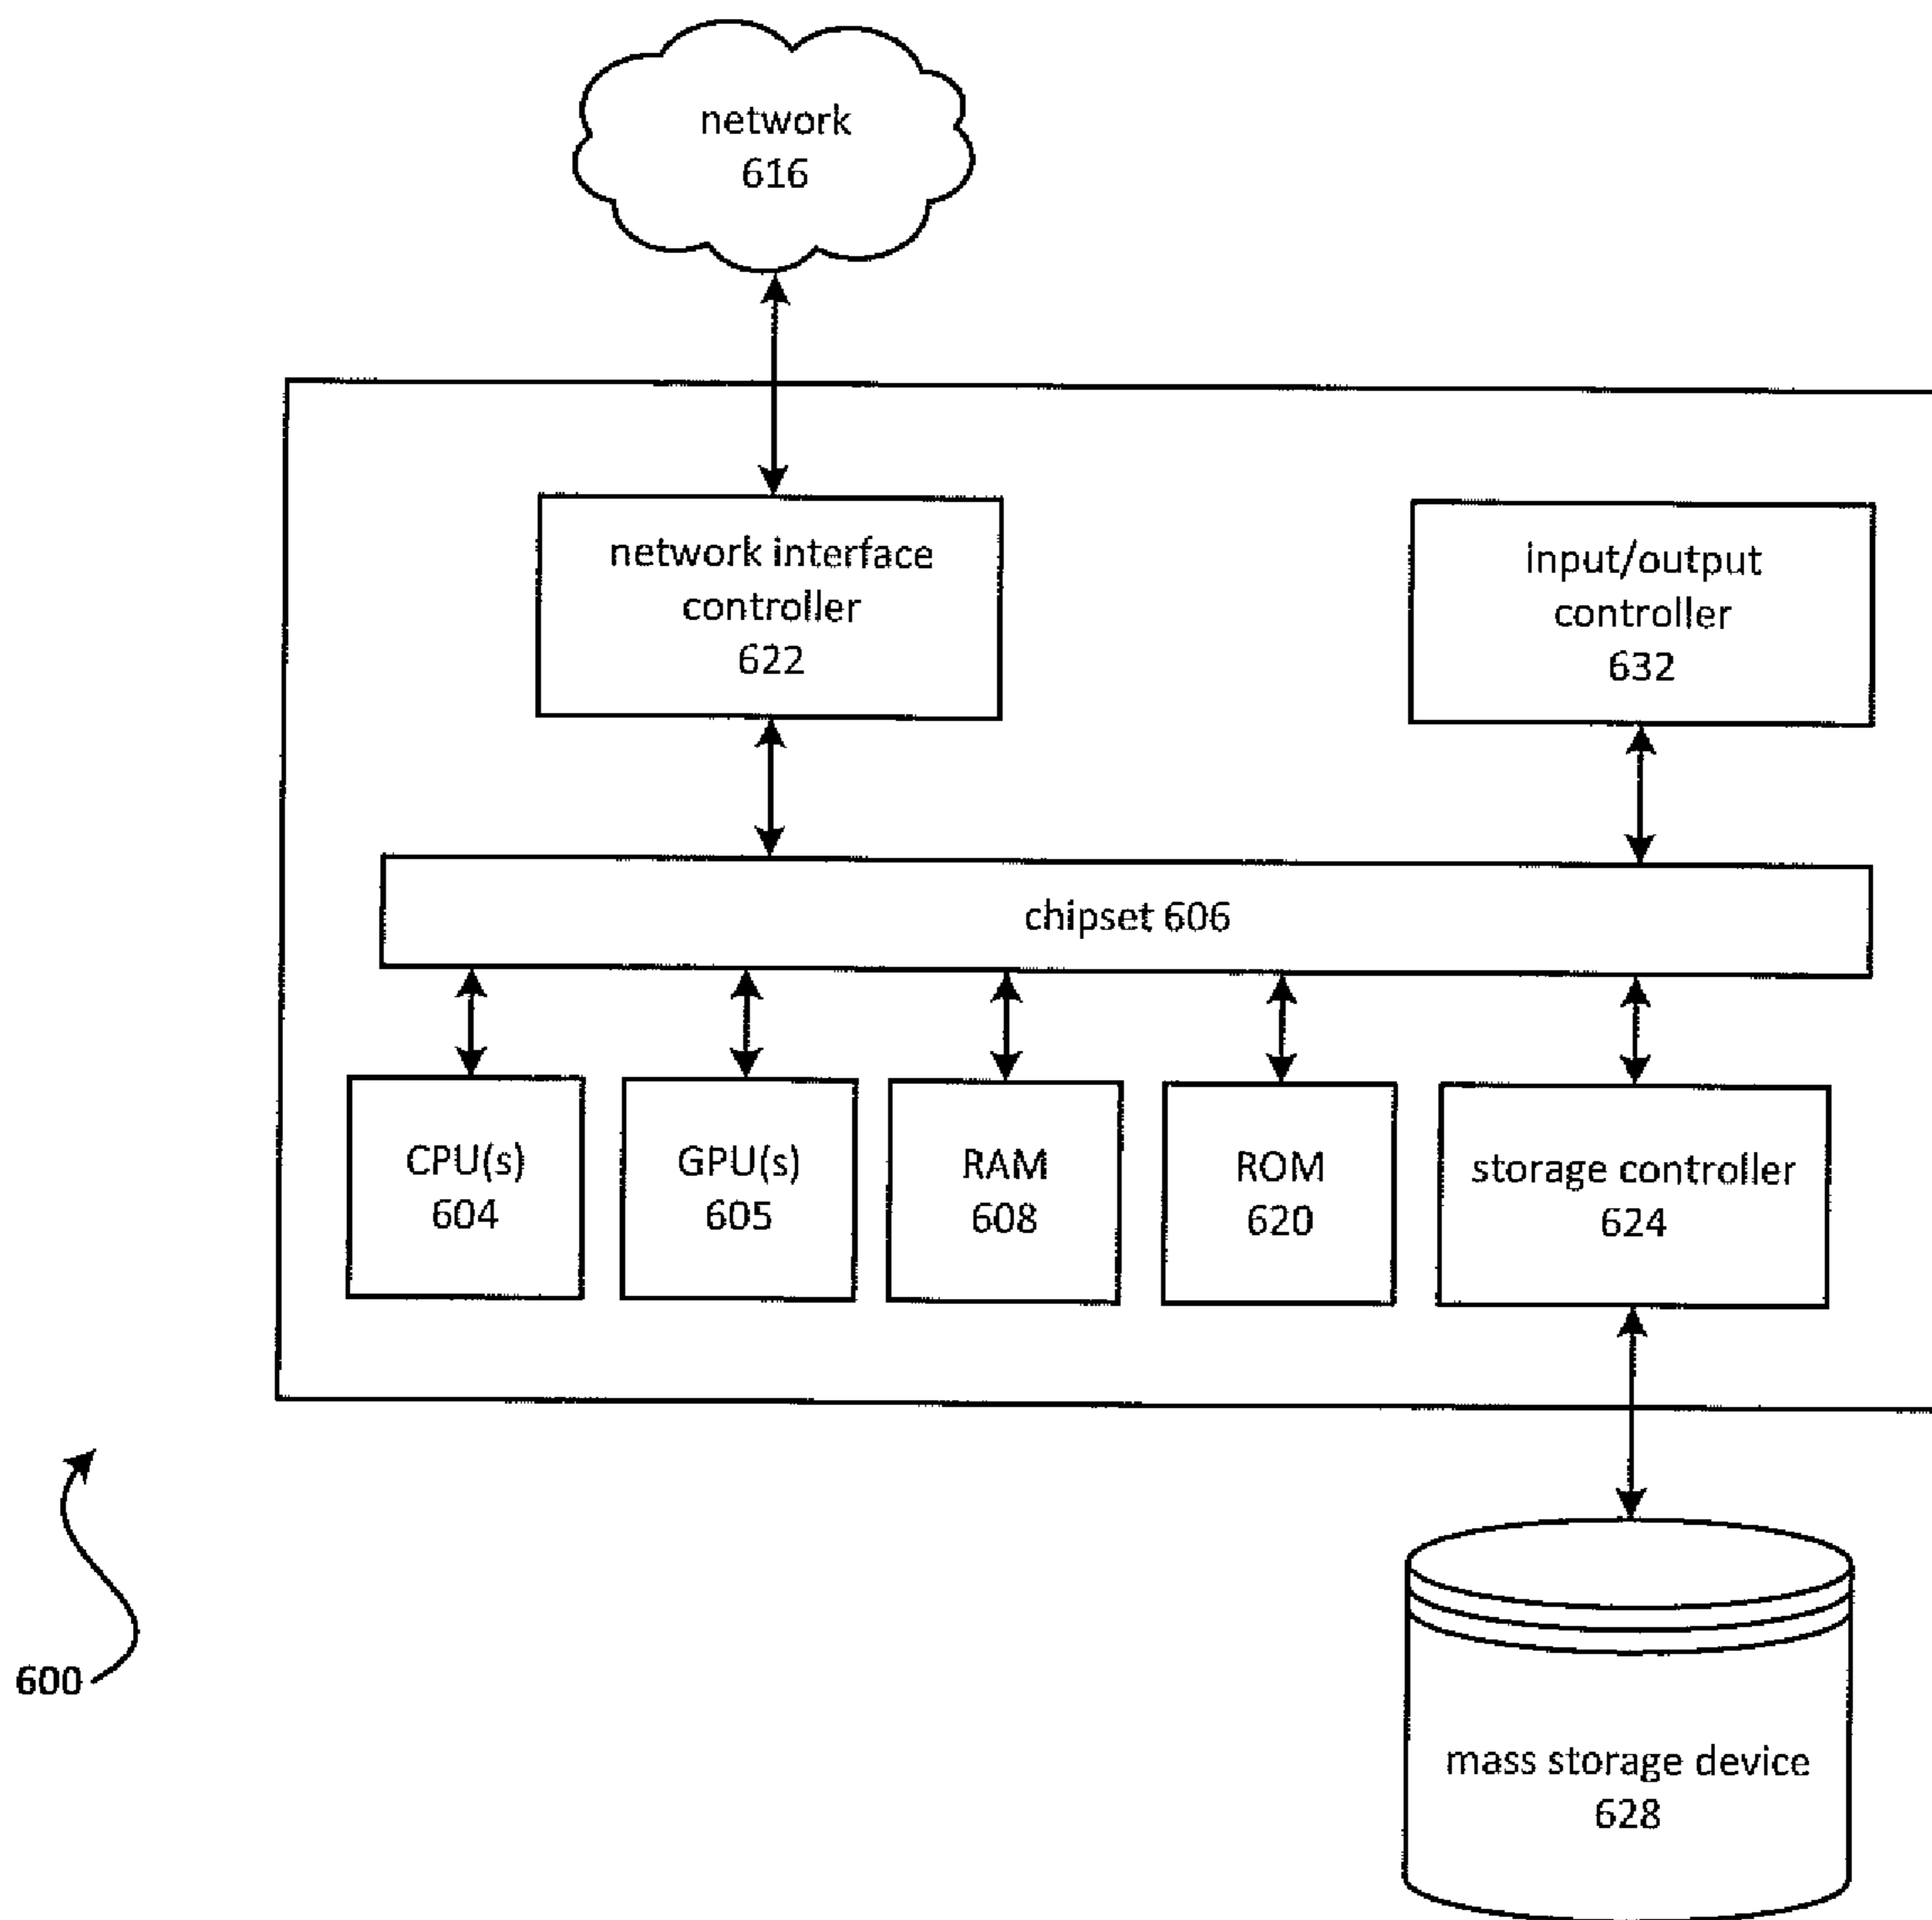 network
616
network interface
controller
622
input/output
controller
632
chipset 606
CPU(s)
604
GPU(s)
605
RAM
608
ROM
620
storage controller
624
600
mass storage device
628